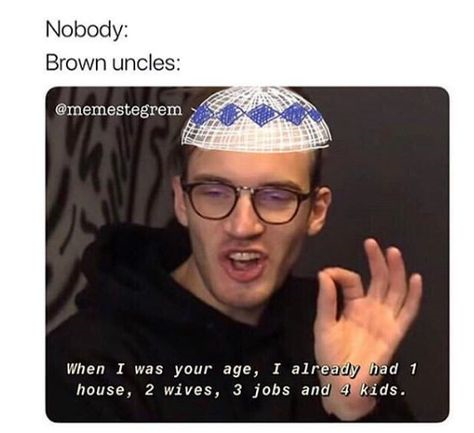 Nobody:
Brown uncles:
@memestegrem
When I was your age, I already had 1
house, 2 wives, 3 jobs and 4 kids.